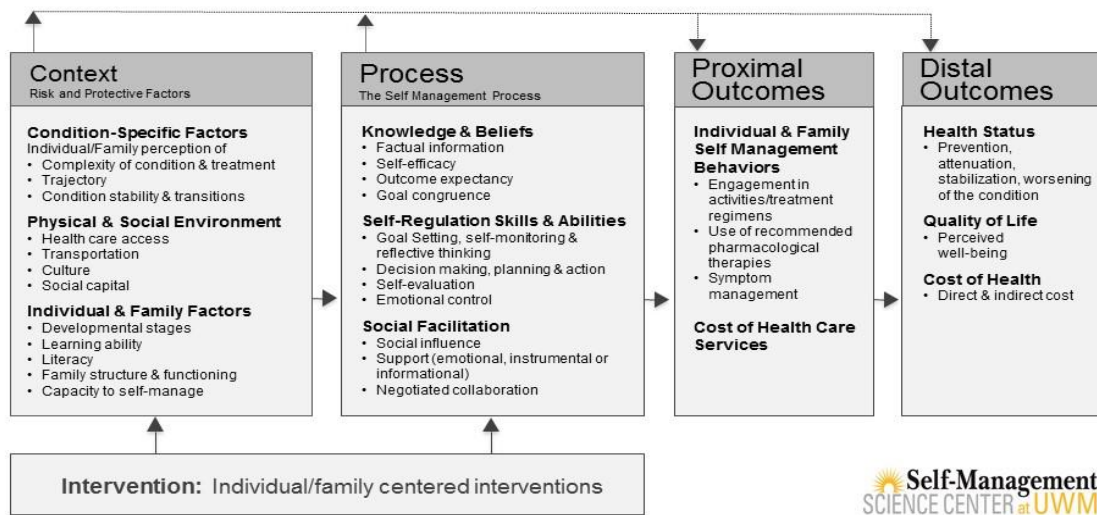 Context
Risk and Protective Factors
Condition-Specific Factors
Individual/Family perception of
• Complexity of condition & treatment
• Trajectory
• Condition stability & transitions
Physical & Social Environment
• Health care access
• Transportation
• Culture
• Social capital
Individual & Family Factors
• Developmental stages
• Learning ability
• Literacy
• Family structure & functioning
• Capacity to self-manage
Process
The Self Management Process
Knowledge & Beliefs
• Factual information
• Self-efficacy
• Outcome expectancy
• Goal congruence
Self-Regulation Skills & Abilities
• Goal Setting, self-monitoring &
reflective thinking
• Decision making, planning & action
• Self-evaluation
• Emotional control
Social Facilitation
• Social influence
• Support (emotional, instrumental or
informational)
• Negotiated collaboration
Proximal
Outcomes
Individual & Family
Self Management
Behaviors
• Engagement in
activities/treatment
regimens
• Use of recommended
pharmacological
therapies
• Symptom
management
Cost of Health Care
Services
Distal
Outcomes
Health Status
• Prevention,
attenuation,
stabilization, worsening
of the condition
Quality of Life
• Perceived
well-being
Cost of Health
• Direct & indirect cost
Intervention: Individual/family centered interventions
Self-Management
SCIENCE CENTER at UWM